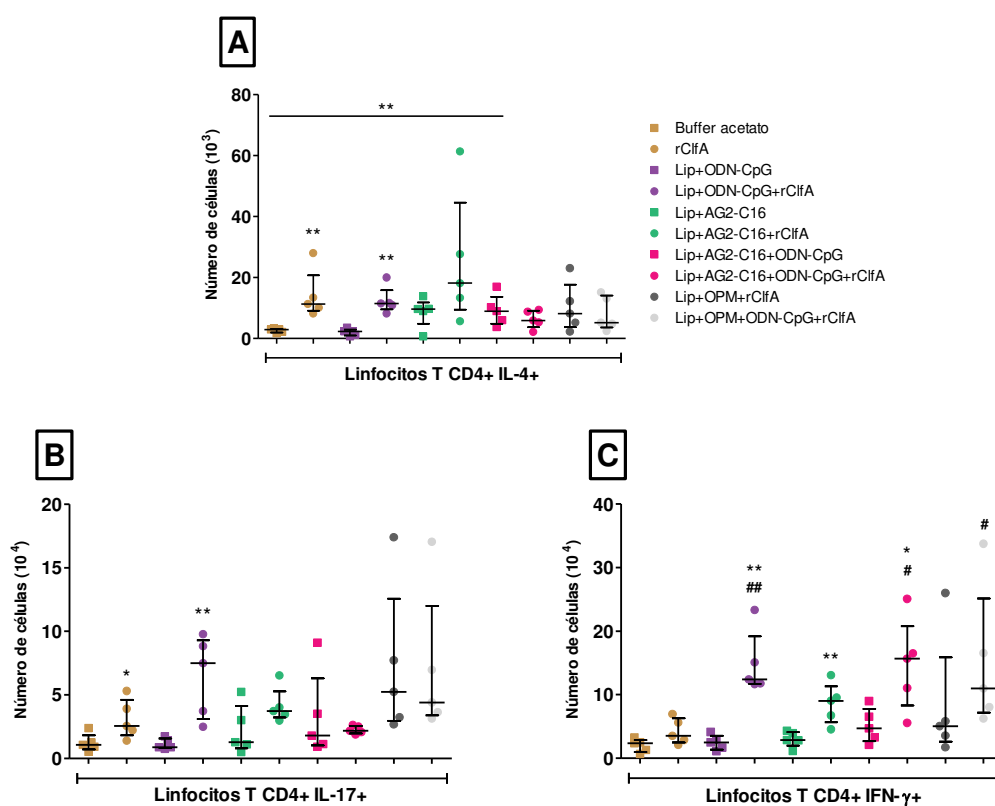 A
Número de células (10³)
80
60
40
20
0
**
**
**
Linfocitos T CD4+ IL-4+
Buffer acetato
rClfA
Lip+ODN-CpG
Lip+ODN-CpG+rClfA
Lip+AG2-C16
Lip+AG2-C16+rClfA
Lip+AG2-C16+ODN-CpG
Lip+AG2-C16+ODN-CpG+rClfA
Lip+OPM+rClfA
Lip+OPM+ODN-CpG+rClfA
B
Número de células (10⁴)
20
15
10
5
0
*
**
Linfocitos T CD4+ IL-17+
C
Número de células (10⁴)
40
30
20
10
0
**
##
**
*
#
#
Linfocitos T CD4+ IFN-γ+